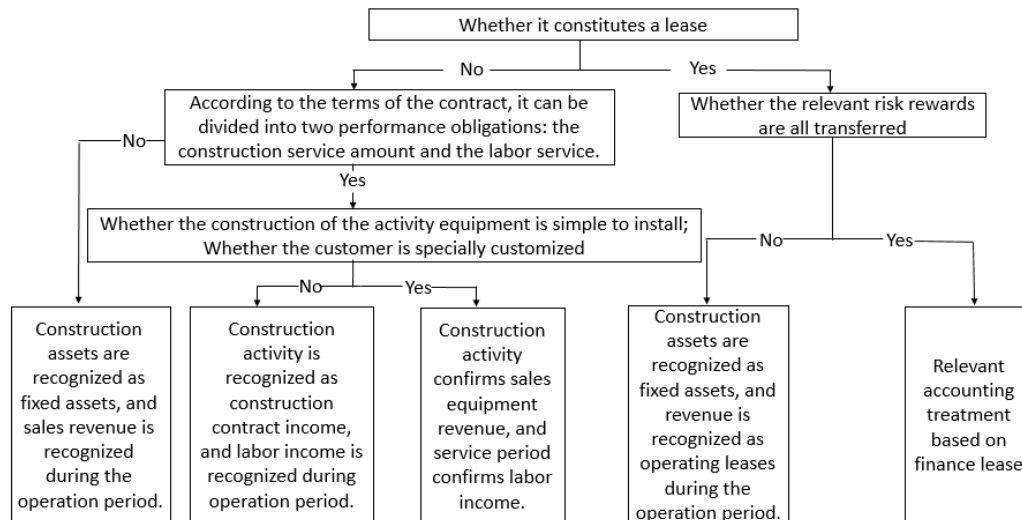 Whether it constitutes a lease
No
Yes
According to the terms of the contract, it can be
divided into two performance obligations: the
construction service amount and the labor service.
Whether the relevant risk rewards
are all transferred
No
Yes
Whether the construction of the activity equipment is simple to install;
Whether the customer is specially customized
No
Yes
No
Yes
Construction
assets are
recognized as
fixed assets, and
sales revenue is
recognized
during the
operation period.
Construction
activity is
recognized as
construction
contract income,
and labor income is
recognized during
operation period.
Construction
activity
confirms sales
equipment
revenue, and
service period
confirms labor
income.
Construction
assets are
recognized as
fixed assets, and
revenue is
recognized as
operating leases
during the
operation period.
Relevant
accounting
treatment
based on
finance lease